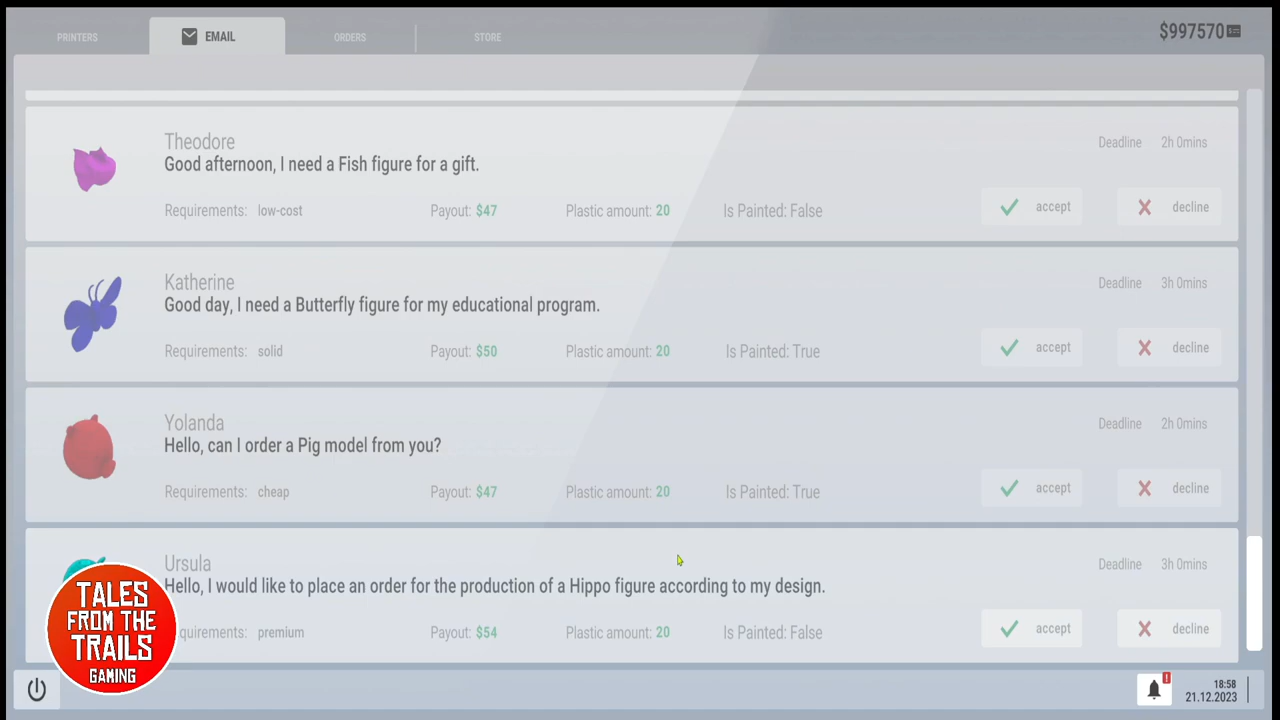 PRINTERS
EMAIL
ORDERS
STORE
$997570
Theodore
Good afternoon, I need a Fish figure for a gift.
Deadline 2h 0mins
Requirements: low-cost Payout: $47 Plastic amount: 20 Is Painted: False
accept decline
Katherine
Good day, I need a Butterfly figure for my educational program.
Deadline 3h 0mins
Requirements: solid Payout: $50 Plastic amount: 20 Is Painted: True
accept decline
Yolanda
Hello, can I order a Pig model from you?
Deadline 2h 0mins
Requirements: cheap Payout: $47 Plastic amount: 20 Is Painted: True
accept decline
Ursula
Hello, I would like to place an order for the production of a Hippo figure according to my design.
Deadline 3h 0mins
quirements: premium Payout: $54 Plastic amount: 20 Is Painted: False
accept decline
TALES
FROM THE
TRAILS
GAMING
!
18:58
21.12.2023